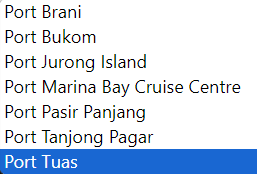 Port Brani
Port Bukom
Port Jurong Island
Port Marina Bay Cruise Centre
Port Pasir Panjang
Port Tanjong Pagar
Port Tuas